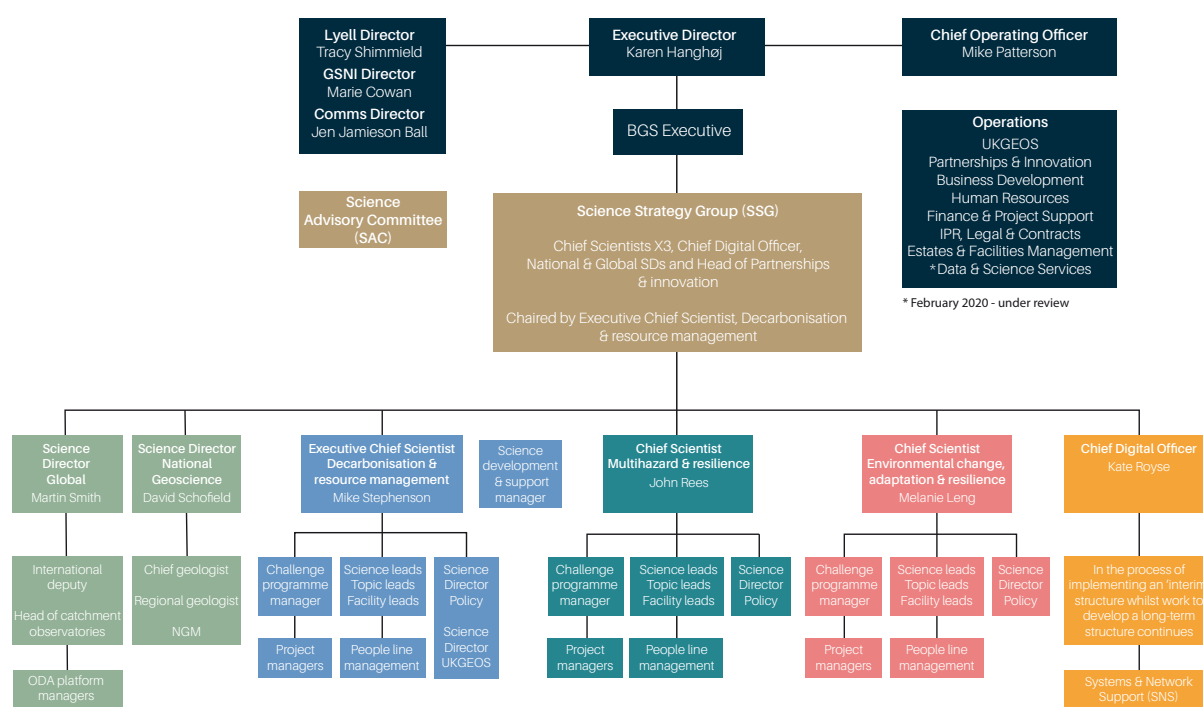 Lyell Director
Tracy Shimmield
GSNI Director
Marie Cowan
Comms Director
Jen Jamieson Ball
Executive Director
Karen Hanghøj
Chief Operating Officer
Mike Patterson
BGS Executive
Operations
UKGEOS
Partnerships & Innovation
Business Development
Human Resources
Finance & Project Support
IPR, Legal & Contracts
Estates & Facilities Management
*Data & Science Services
* February 2020 - under review
Science
Advisory Committee
(SAC)
Science Strategy Group (SSG)
Chief Scientists X3, Chief Digital Officer,
National & Global SDs and Head of Partnerships
& innovation
Chaired by Executive Chief Scientist, Decarbonisation
& resource management
Science
Director
Global
Martin Smith
Science Director
National
Geoscience
David Schofield
Executive Chief Scientist
Decarbonisation &
resource management
Mike Stephenson
Science
development
& support
manager
Chief Scientist
Multihazard & resilience
John Rees
Chief Scientist
Environmental change,
adaptation & resilience
Melanie Leng
Chief Digital Officer
Kate Royse
International
deputy
Head of catchment
observatories
ODA platform
managers
Chief geologist
Regional geologist
NGM
Challenge
programme
manager
Project
managers
Science leads
Topic leads
Facility leads
People line
management
Science
Director
Policy
Science
Director
UKGEOS
Challenge
programme
manager
Project
managers
Science leads
Topic leads
Facility leads
People line
management
Science
Director
Policy
Challenge
programme
manager
Project
managers
Science leads
Topic leads
Facility leads
People line
management
Science
Director
Policy
In the process of
implementing an 'interim
structure whilst work to
develop a long-term
structure continues
Systems & Network
Support (SNS)